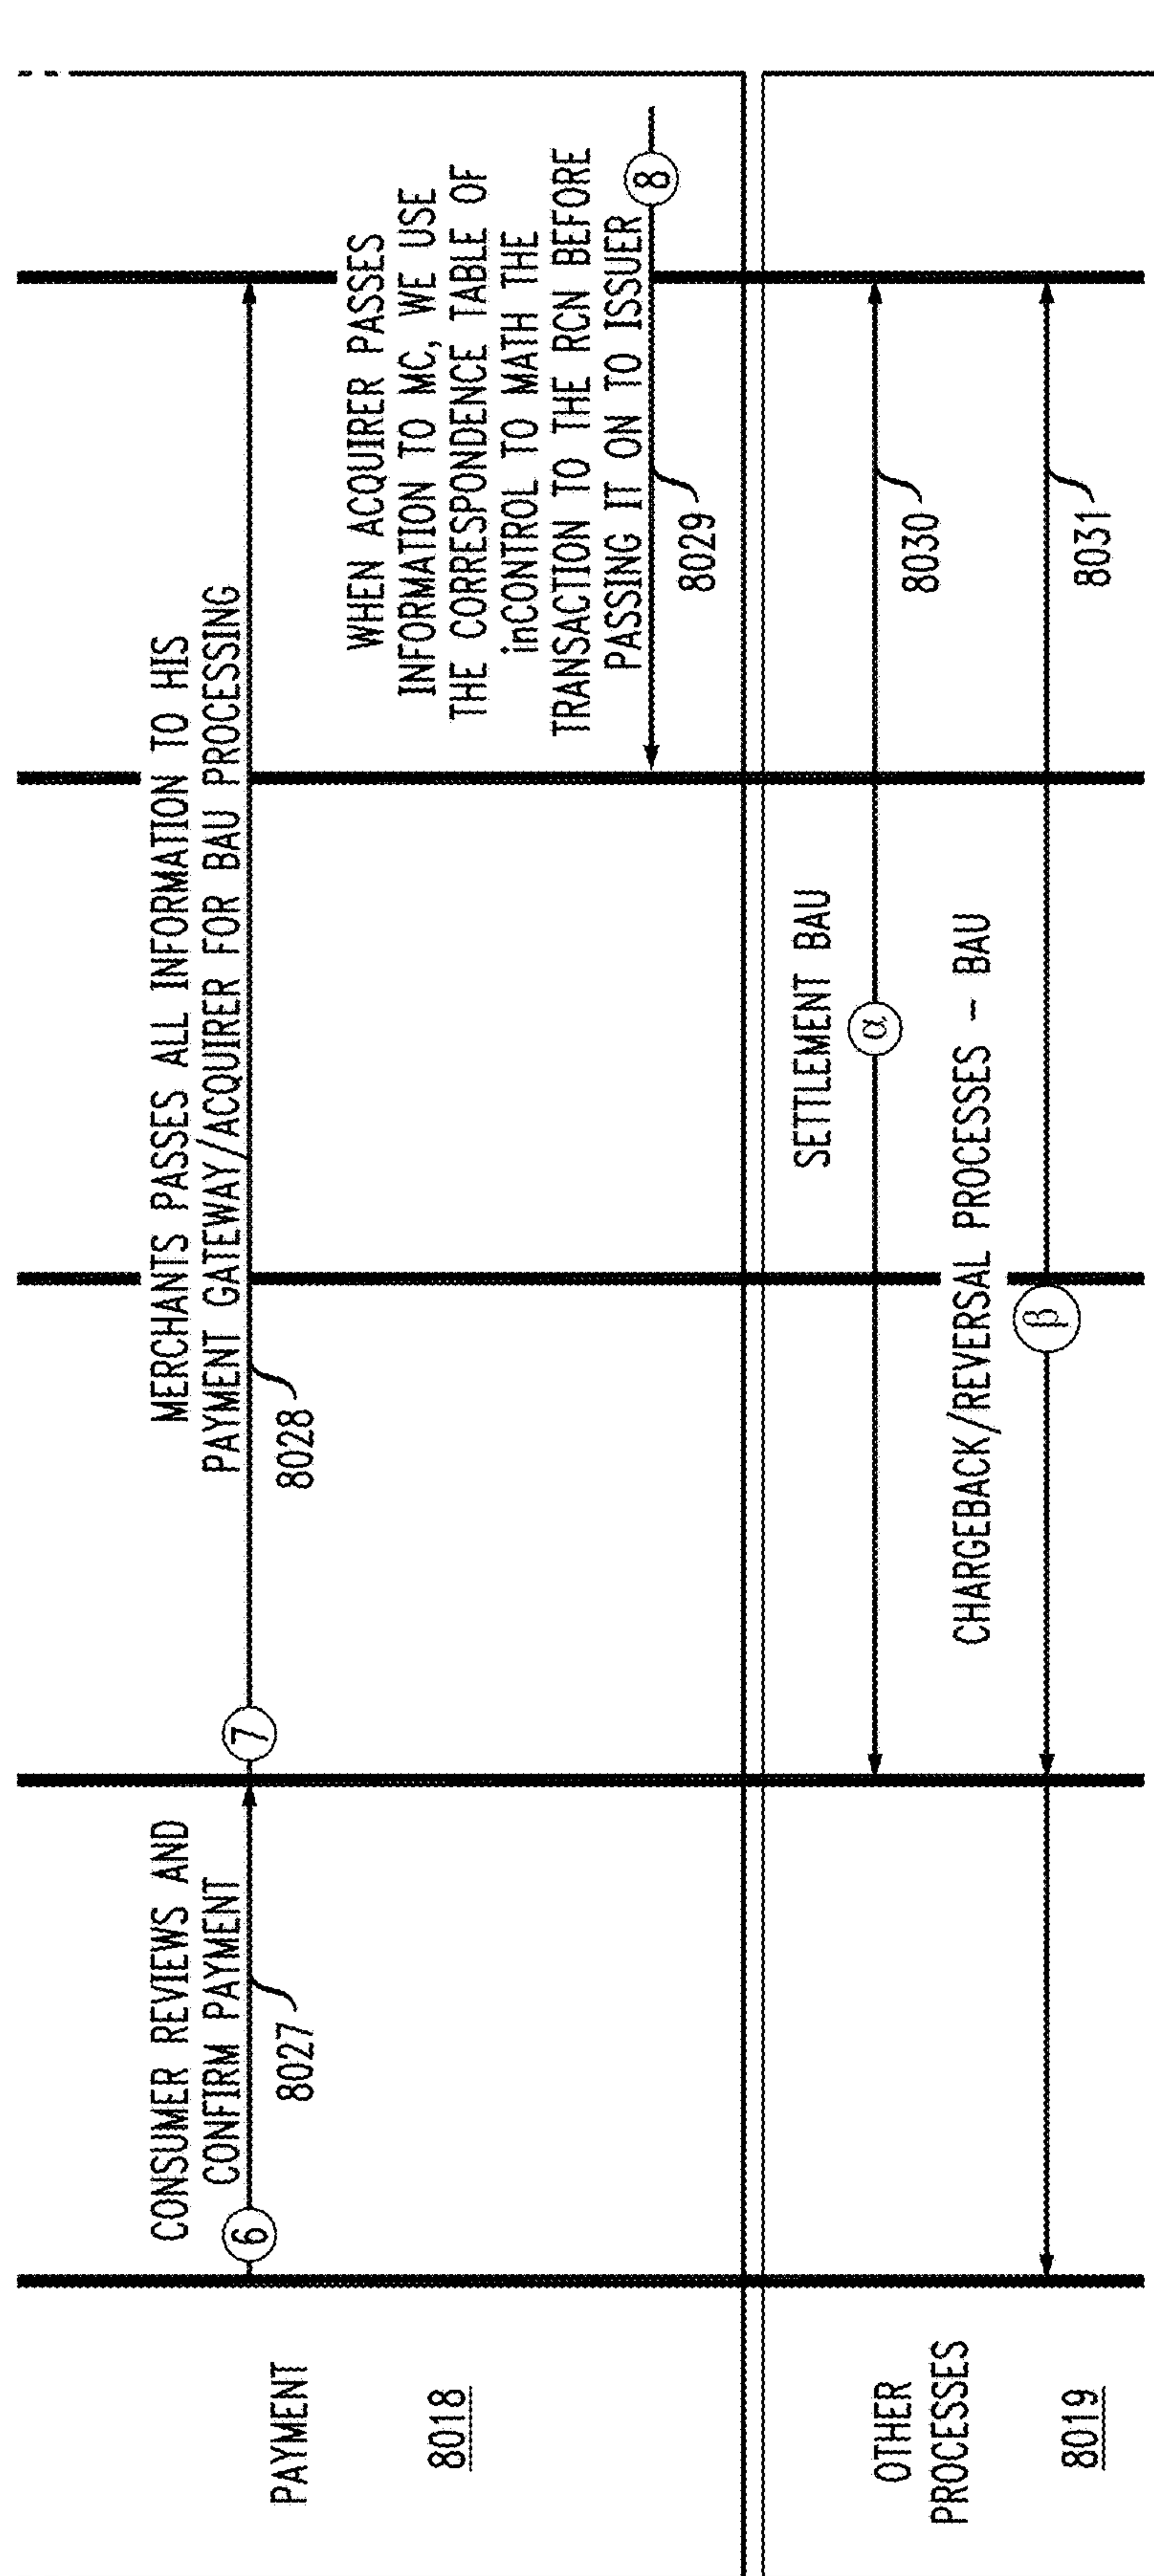 PAYMENT
8018
CONSUMER REVIEWS AND
CONFIRM PAYMENT
6
8027
MERCHANTS PASSES ALL INFORMATION TO HIS
PAYMENT GATEWAY/ACQUIRER FOR BAU PROCESSING
7
8028
WHEN ACQUIRER PASSES
INFORMATION TO MC, WE USE
THE CORRESPONDENCE TABLE OF
inCONTROL TO MATH THE
TRANSACTION TO THE RCN BEFORE
PASSING IT ON TO ISSUER
8
8029
OTHER
PROCESSES
8019
SETTLEMENT BAU
α
8030
CHARGEBACK/REVERSAL PROCESSES – BAU
β
8031